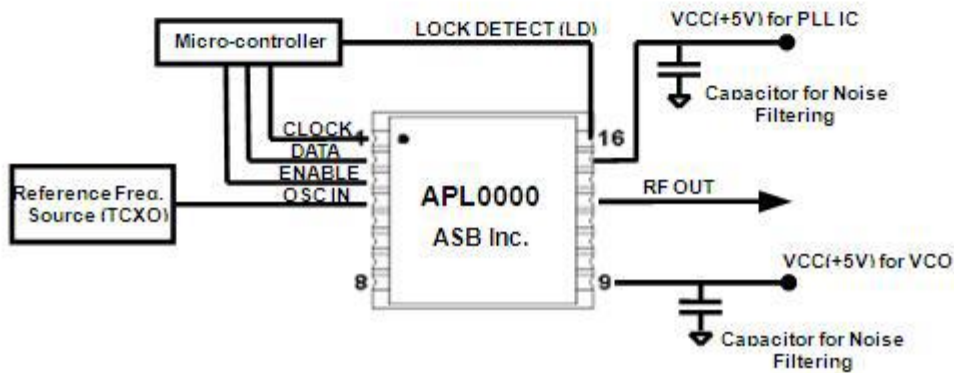 Micro-controller
LOCK DETECT (LD)
VCC(+5V) for PLL IC
Capacitor for Noise
Filtering
CLOCK
1
16
DATA
ENABLE
OSC IN
Reference Freq.
Source (TCXO)
APL0000
ASB Inc.
RF OUT
8
9
VCC(+5V) for VCO
Capacitor for Noise
Filtering